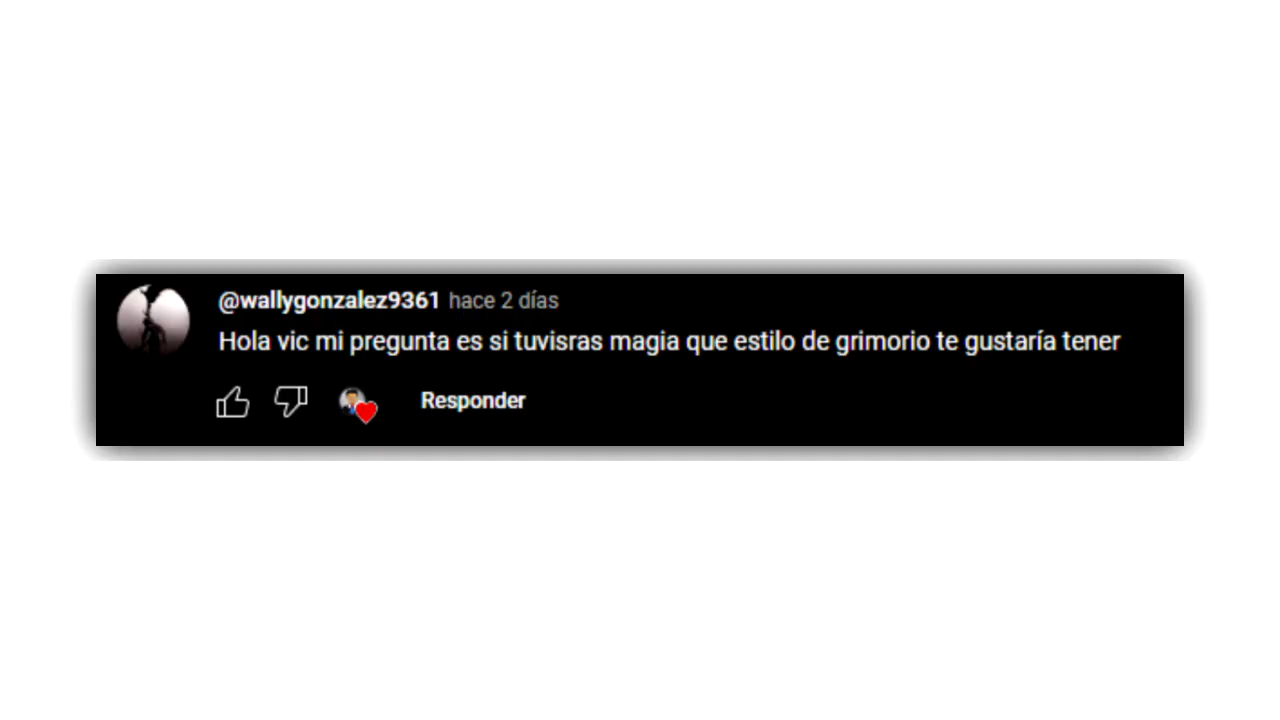 @wallygonzalez9361 hace 2 días
Hola vic mi pregunta es si tuvisras magia que estilo de grimorio te gustaría tener
Responder